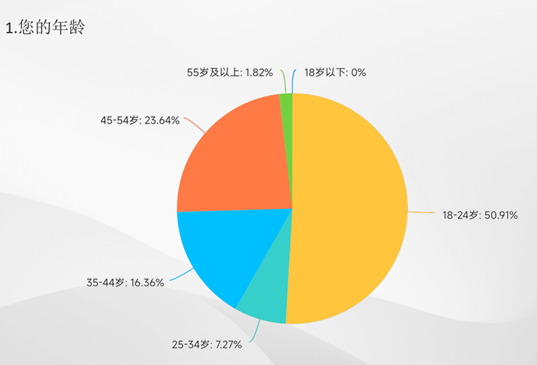 1.您的年龄
55岁及以上: 1.82%
18岁以下: 0%
45-54岁: 23.64%
18-24岁: 50.91%
35-44岁: 16.36%
25-34岁: 7.27%